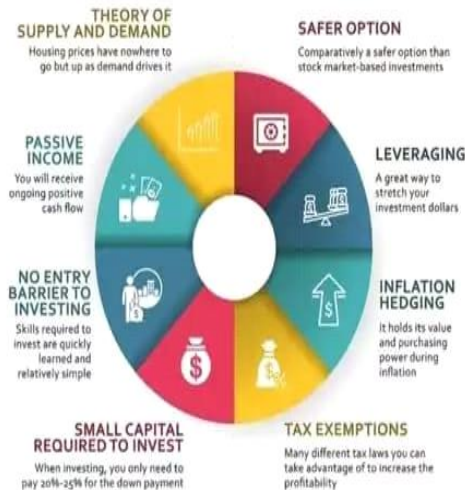 THEORY OF
SUPPLY AND DEMAND
Housing prices have nowhere to
go but up as demand drives it
SAFER OPTION
Comparatively a safer option than
stock market-based investments
PASSIVE
INCOME
You will receive
ongoing positive
cash flow
LEVERAGING
A great way to
stretch your
investment dollars
NO ENTRY
BARRIER TO
INVESTING
Skills required to
invest are quickly
learned and
relatively simple
INFLATION
HEDGING
It holds its value
and purchasing
power during
inflation
SMALL CAPITAL
REQUIRED TO INVEST
When investing, you only need to
pay 20%-25% for the down payment
TAX EXEMPTIONS
Many different tax laws you can
take advantage of to increase the
profitability
$
$
$